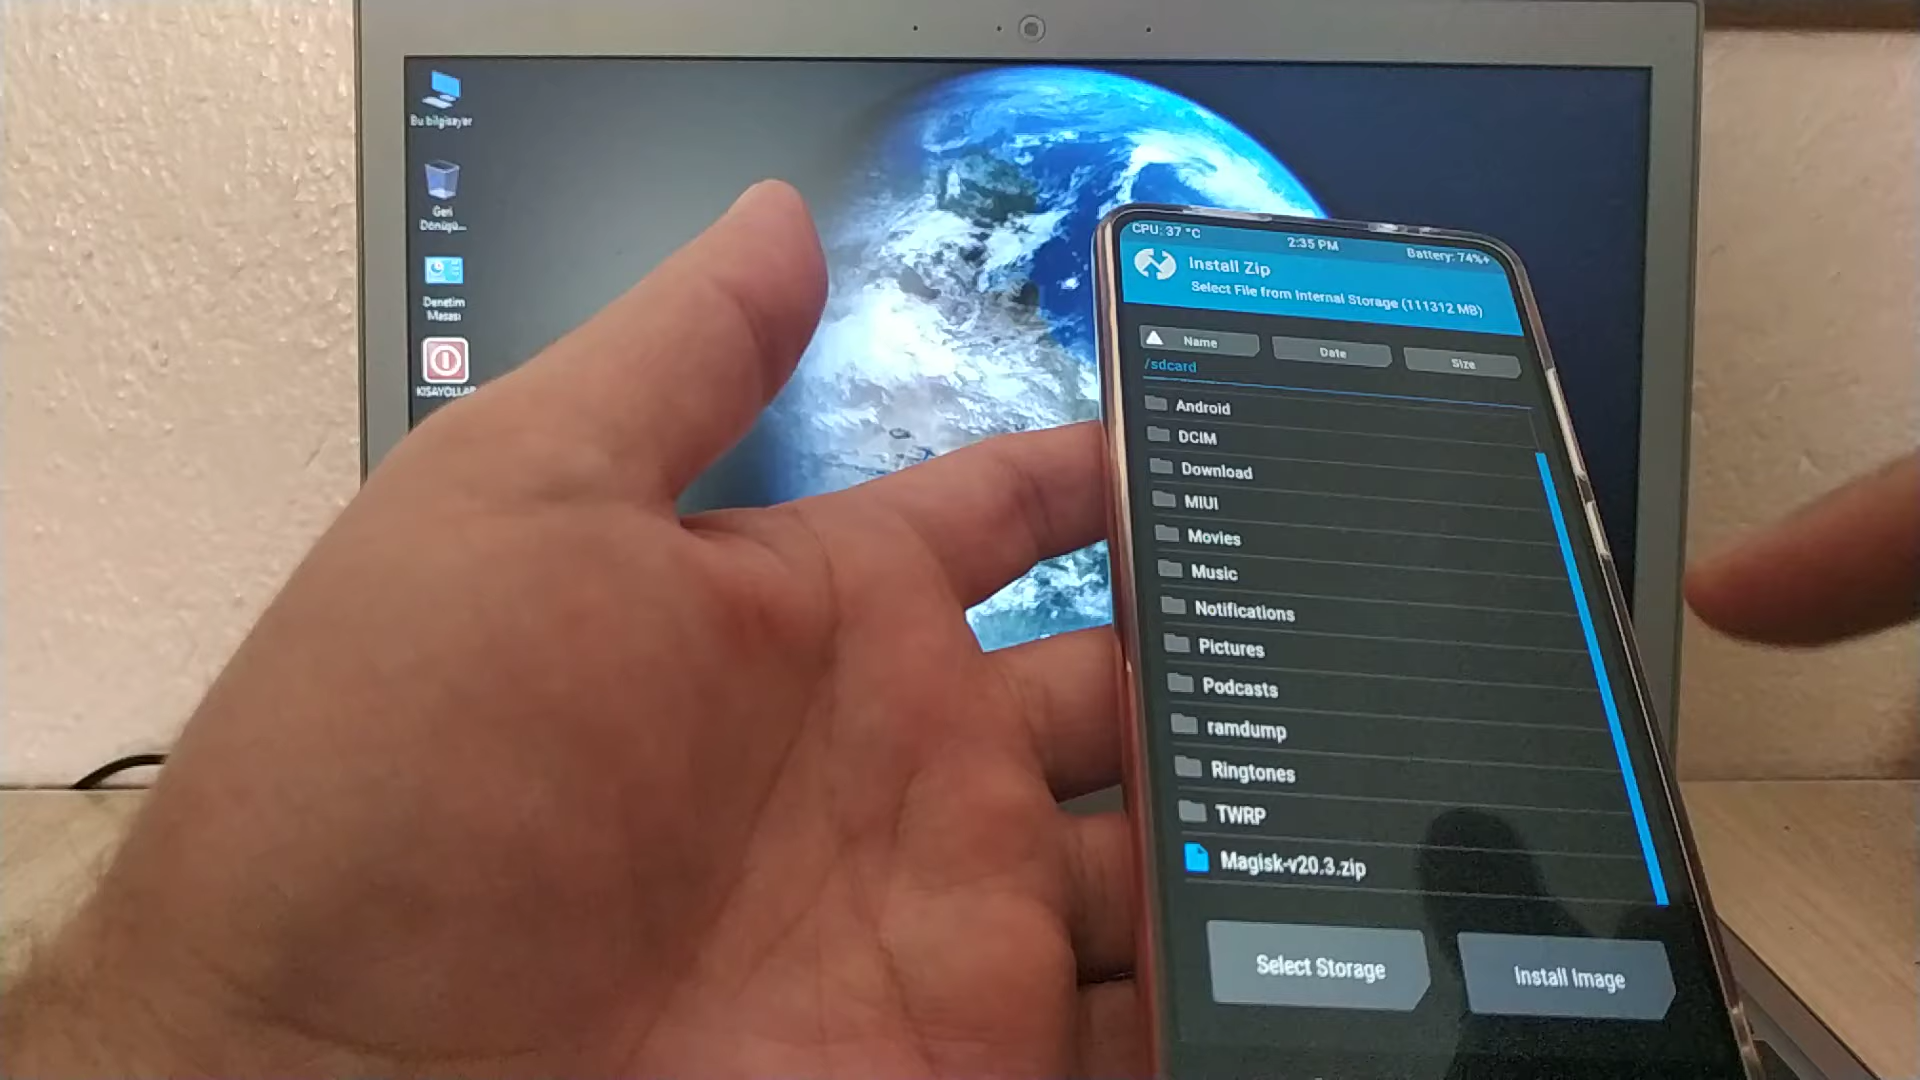 Bu bilgisayar
Geri
Dönüşü...
Denetim
Masası
KISAYOLLAR
CPU: 37 °C
2:35 PM
Battery: 74%+
Install Zip
Select File from Internal Storage (111312 MB)
Name
Date
Size
/sdcard
Android
DCIM
Download
MIUI
Movies
Music
Notifications
Pictures
Podcasts
ramdump
Ringtones
TWRP
Magisk-v20.3.zip
Select Storage
Install Image